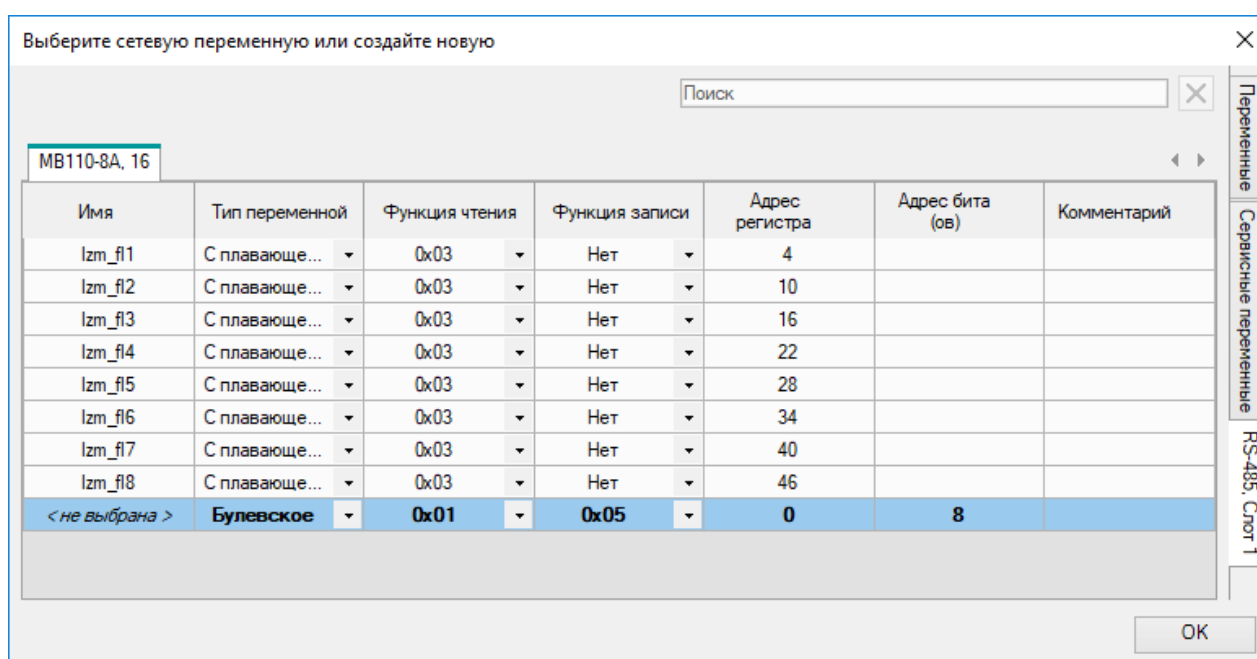 Выберите сетевую переменную или создайте новую
Поиск
МВ110-8А, 16
Имя Тип переменной Функция чтения Функция записи Адрес регистра Адрес бита (ов) Комментарий
Izm_fl1 С плавающе... 0x03 Нет 4
Izm_fl2 С плавающе... 0x03 Нет 10
Izm_fl3 С плавающе... 0x03 Нет 16
Izm_fl4 С плавающе... 0x03 Нет 22
Izm_fl5 С плавающе... 0x03 Нет 28
Izm_fl6 С плавающе... 0x03 Нет 34
Izm_fl7 С плавающе... 0x03 Нет 40
Izm_fl8 С плавающе... 0x03 Нет 46
<не выбрана> Булевское 0x01 0x05 0 8
Переменные
Сервисные переменные
RS-485, Слот 1
OK